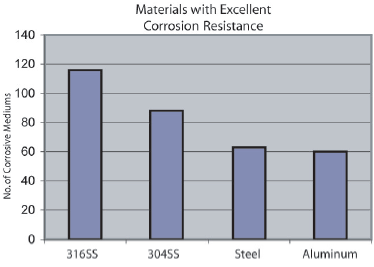 Materials with Excellent
Corrosion Resistance
No. of Corrosive Mediums
140
120
100
80
60
40
20
0
316SS
304SS
Steel
Aluminum